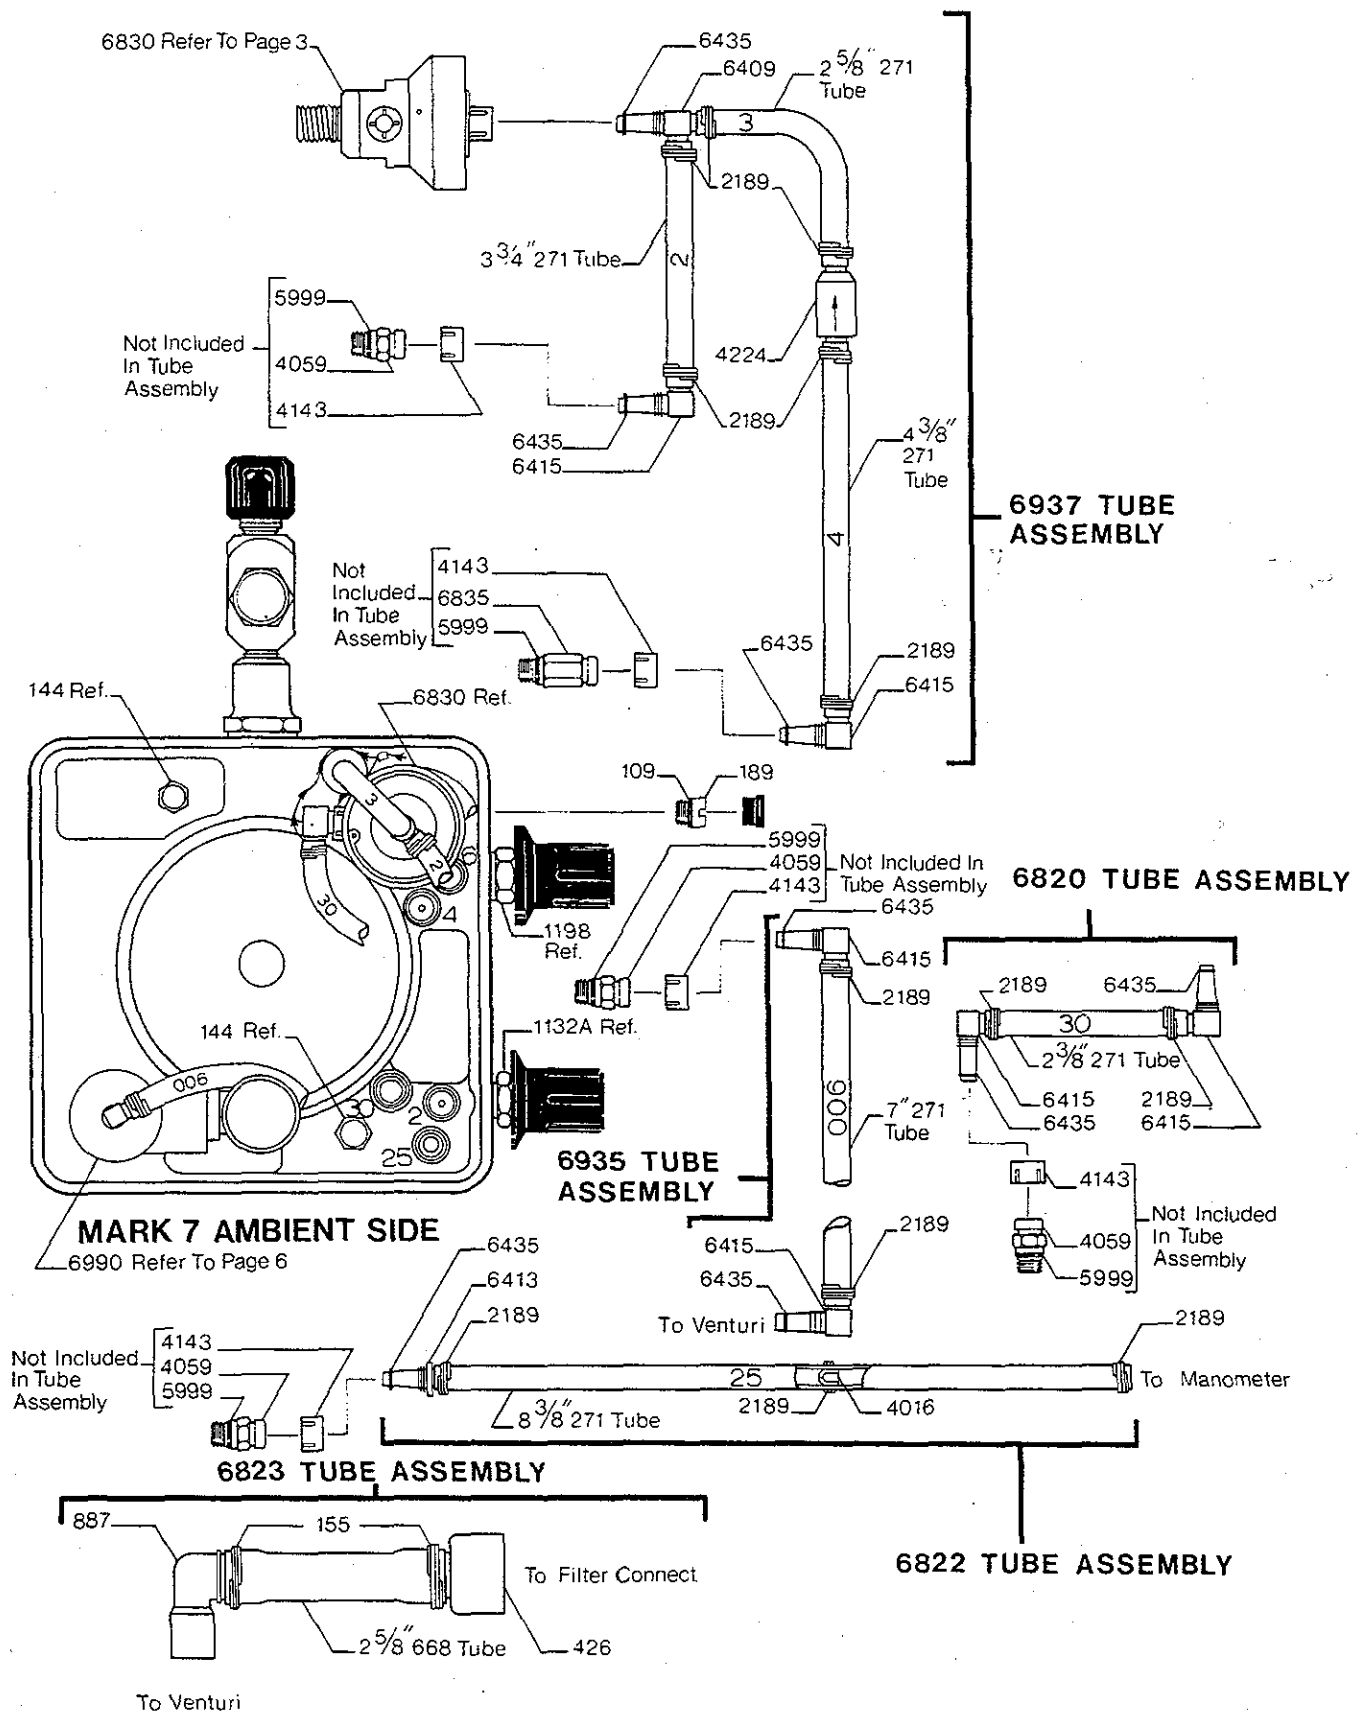 6830 Refer To Page 3
6435
6409
2 5/8" 271
Tube
3
2189
3 3/4" 271 Tube
2
5999
Not Included
In Tube
Assembly
4059
4143
4224
2189
6435
6415
4 3/8"
271
Tube
6937 TUBE
ASSEMBLY
4
Not
Included
In Tube
Assembly
4143
6835
5999
6435
2189
6415
144 Ref.
6830 Ref.
109
189
3
2
30
4
5999
4059
4143
Not Included In
Tube Assembly
6820 TUBE ASSEMBLY
1198
Ref.
6435
6415
2189
2189
6435
30
2 3/8" 271 Tube
6415
6435
2189
6415
144 Ref.
1132A Ref.
006
30
2
25
006
7" 271
Tube
6935 TUBE
ASSEMBLY
4143
4059
5999
Not Included
In Tube
Assembly
MARK 7 AMBIENT SIDE
6990 Refer To Page 6
6415
6435
2189
To Venturi
6435
6413
2189
Not Included
In Tube
Assembly
4143
4059
5999
2189
25
To Manometer
8 3/8" 271 Tube
2189
4016
6823 TUBE ASSEMBLY
6822 TUBE ASSEMBLY
887
155
To Filter Connect
2 5/8" 668 Tube
426
To Venturi